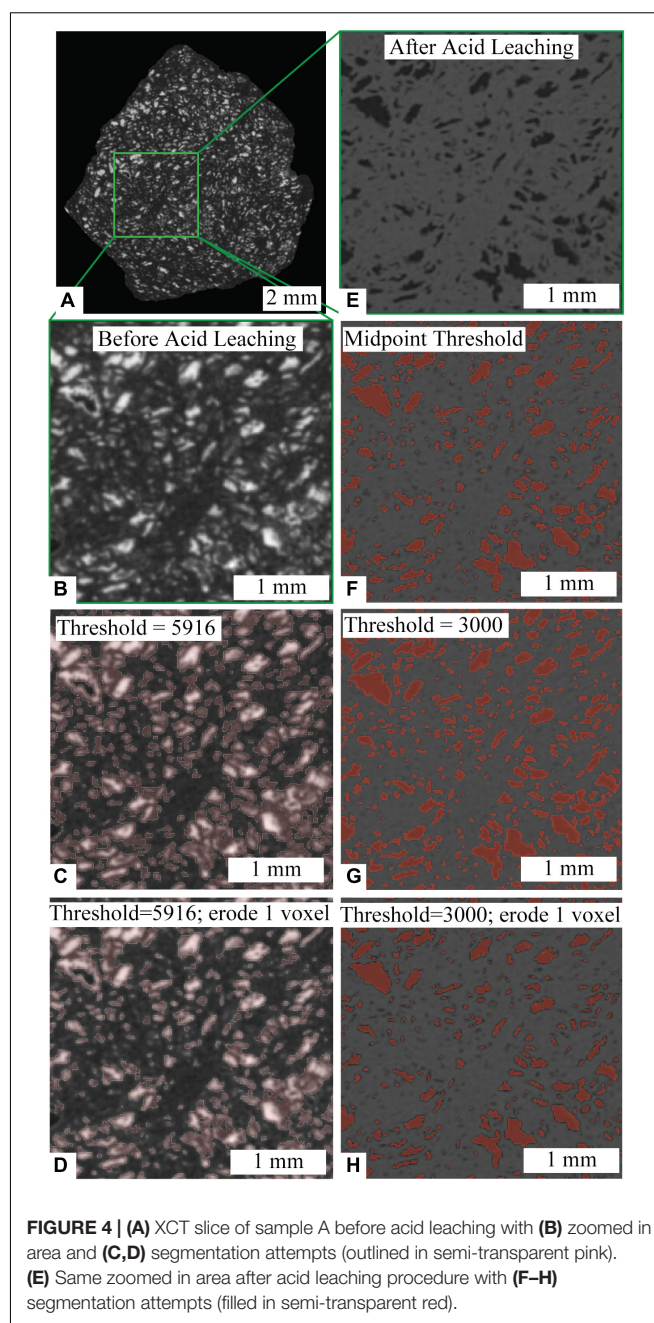 After Acid Leaching
A
2 mm
E
1 mm
Before Acid Leaching
B
1 mm
Midpoint Threshold
F
1 mm
Threshold = 5916
C
1 mm
Threshold = 3000
G
1 mm
Threshold=5916; erode 1 voxel
D
1 mm
Threshold=3000; erode 1 voxel
H
1 mm
FIGURE 4 | (A) XCT slice of sample A before acid leaching with (B) zoomed in
area and (C,D) segmentation attempts (outlined in semi-transparent pink).
(E) Same zoomed in area after acid leaching procedure with (F–H)
segmentation attempts (filled in semi-transparent red).